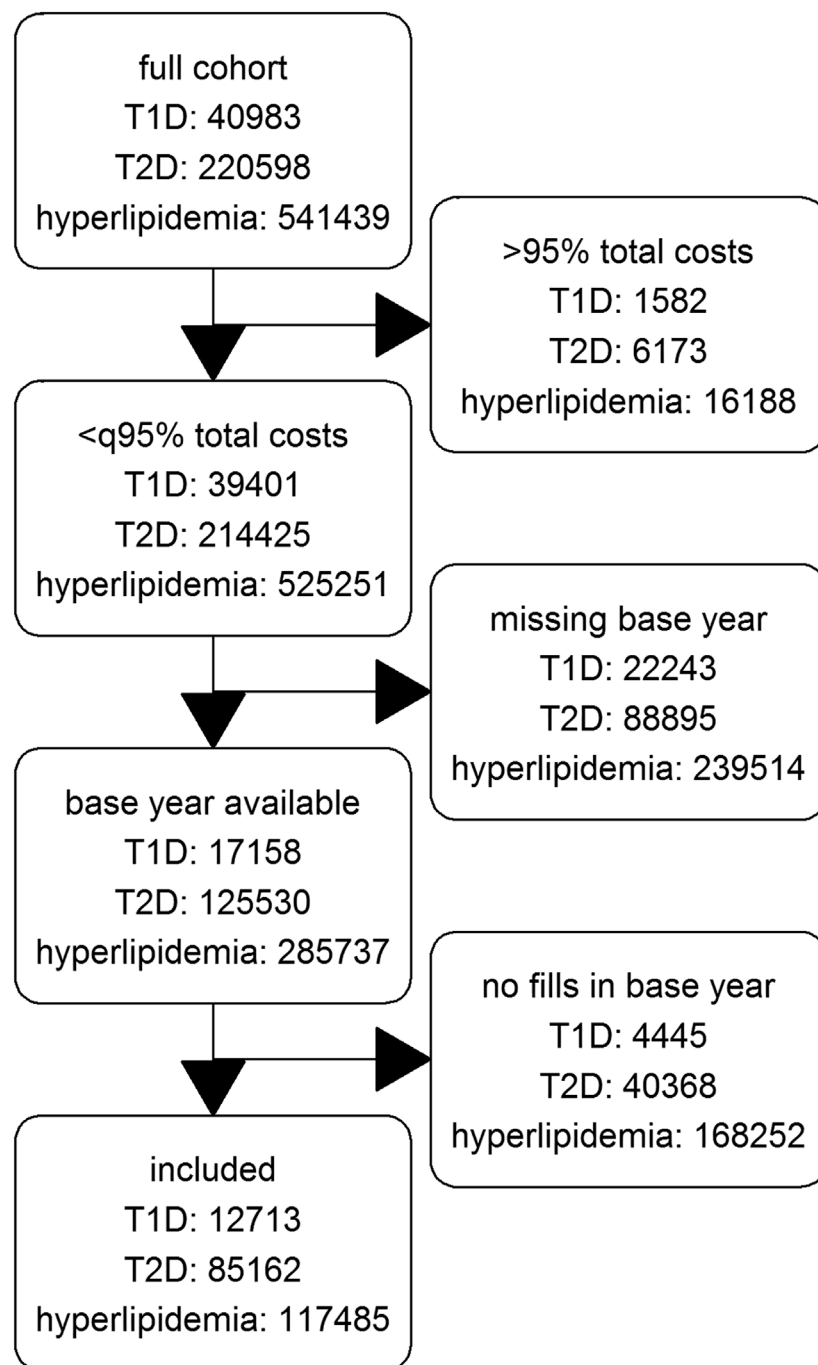 full cohort
T1D: 40983
T2D: 220598
hyperlipidemia: 541439
>95% total costs
T1D: 1582
T2D: 6173
hyperlipidemia: 16188
<q95% total costs
T1D: 39401
T2D: 214425
hyperlipidemia: 525251
missing base year
T1D: 22243
T2D: 88895
hyperlipidemia: 239514
base year available
T1D: 17158
T2D: 125530
hyperlipidemia: 285737
no fills in base year
T1D: 4445
T2D: 40368
hyperlipidemia: 168252
included
T1D: 12713
T2D: 85162
hyperlipidemia: 117485